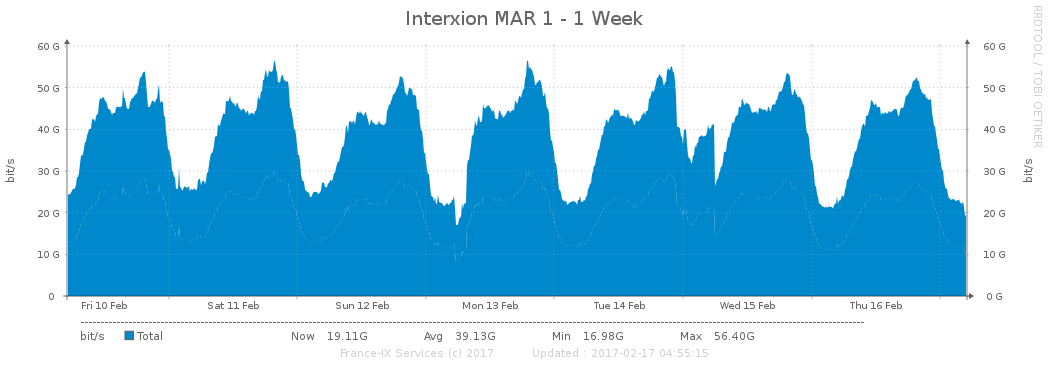 Interxion MAR 1 - 1 Week
RRDTOOL / TOBI OETIKER
60 G 60 G
50 G 50 G
40 G 40 G
30 G 30 G
20 G 20 G
10 G 10 G
0 0 G
bit/s
bit/s
Fri 10 Feb Sat 11 Feb Sun 12 Feb Mon 13 Feb Tue 14 Feb Wed 15 Feb Thu 16 Feb
bit/s Total Now 19.11G Avg 39.13G Min 16.98G Max 56.40G
France-IX Services (c) 2017 Updated : 2017-02-17 04:55:15